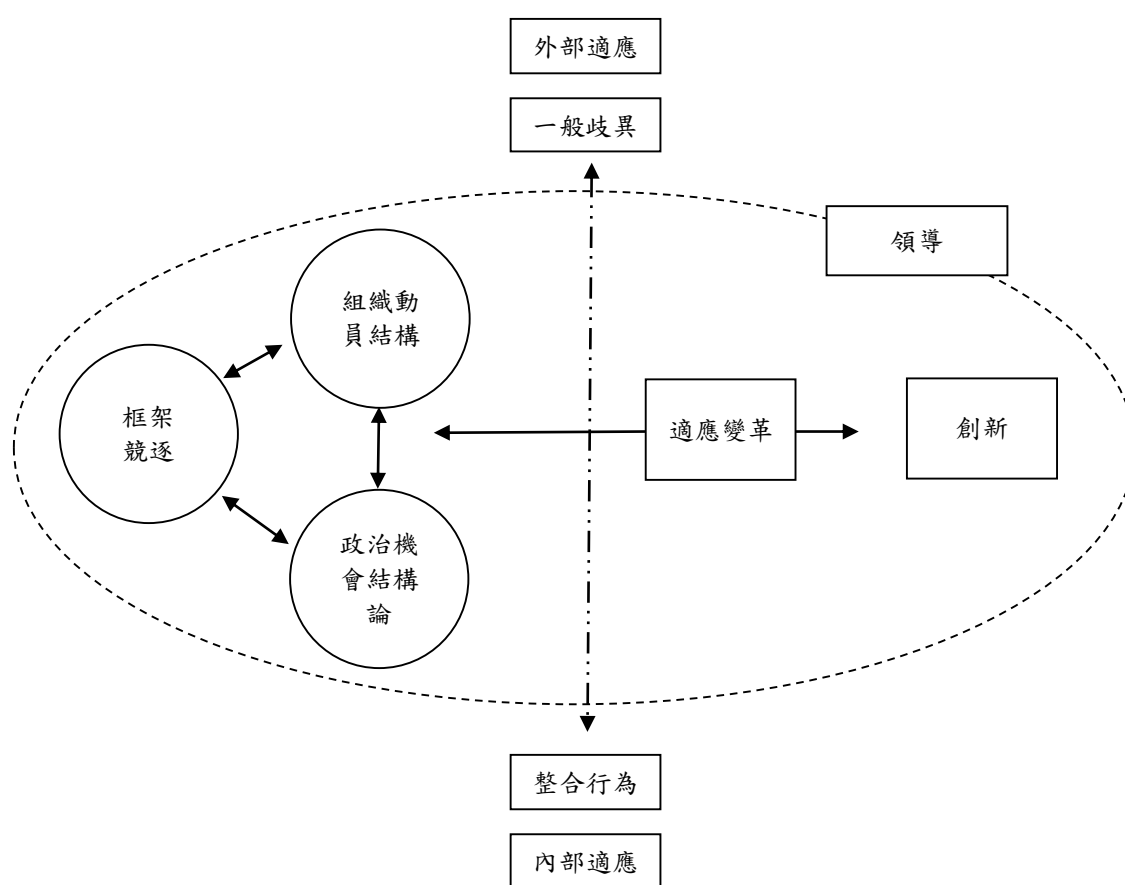 外部適應
一般歧異
領導
組織動
員結構
框架
競逐
適應變革
創新
政治機
會結構
論
整合行為
內部適應